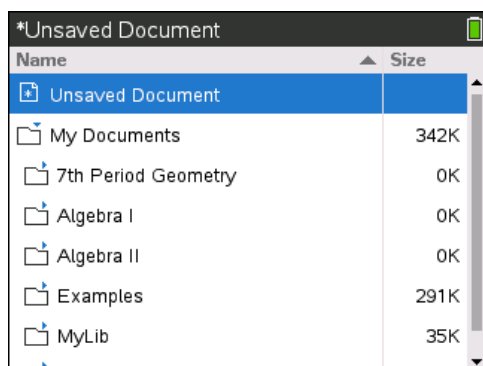 *Unsaved Document
Name Size
Unsaved Document
My Documents 342K
7th Period Geometry 0K
Algebra I 0K
Algebra II 0K
Examples 291K
MyLib 35K